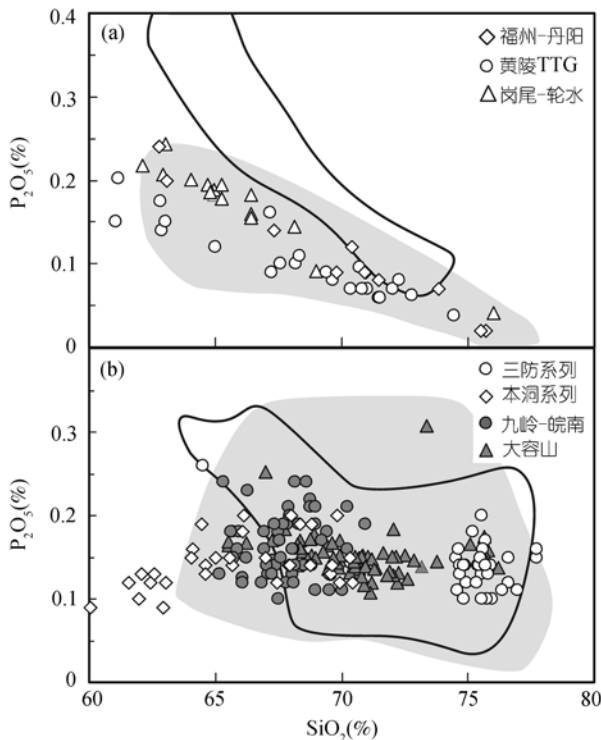 (a)
福州-丹阳
黄陵TTG
岗尾-轮水
P₂O₅(%)
0.4
0.3
0.2
0.1
0
(b)
三防系列
本洞系列
九岭-皖南
大容山
P₂O₅(%)
0.3
0.2
0.1
0
60 65 70 75 80
SiO₂(%)